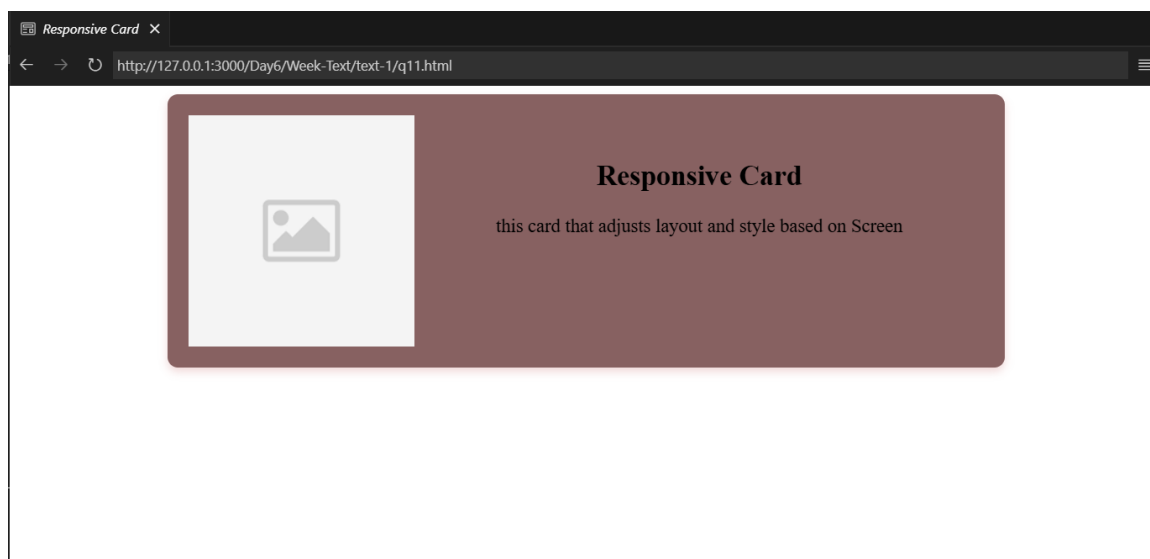 Responsive Card
http://127.0.0.1:3000/Day6/Week-Text/text-1/q11.html
Responsive Card
this card that adjusts layout and style based on Screen